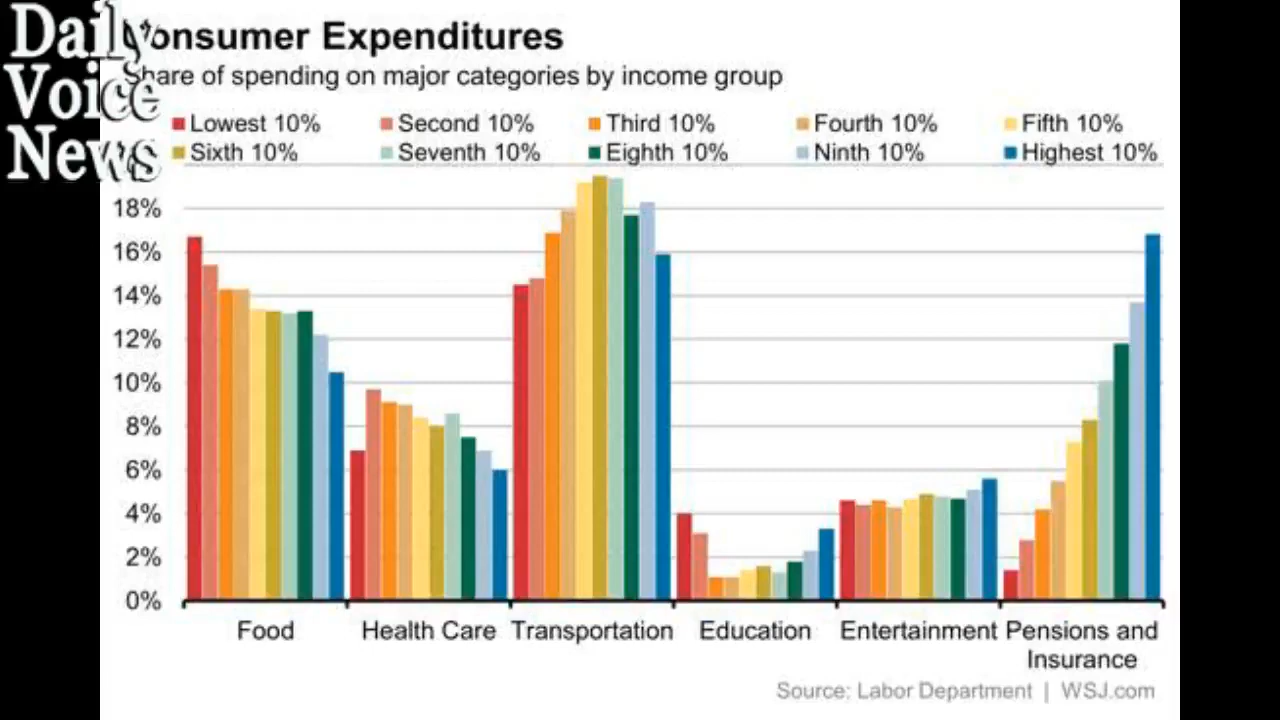 Daily
Voice
News
Consumer Expenditures
Share of spending on major categories by income group
Lowest 10% Second 10% Third 10% Fourth 10% Fifth 10%
Sixth 10% Seventh 10% Eighth 10% Ninth 10% Highest 10%
18%
16%
14%
12%
10%
8%
6%
4%
2%
0%
Food Health Care Transportation Education Entertainment Pensions and
Insurance
Source: Labor Department | WSJ.com